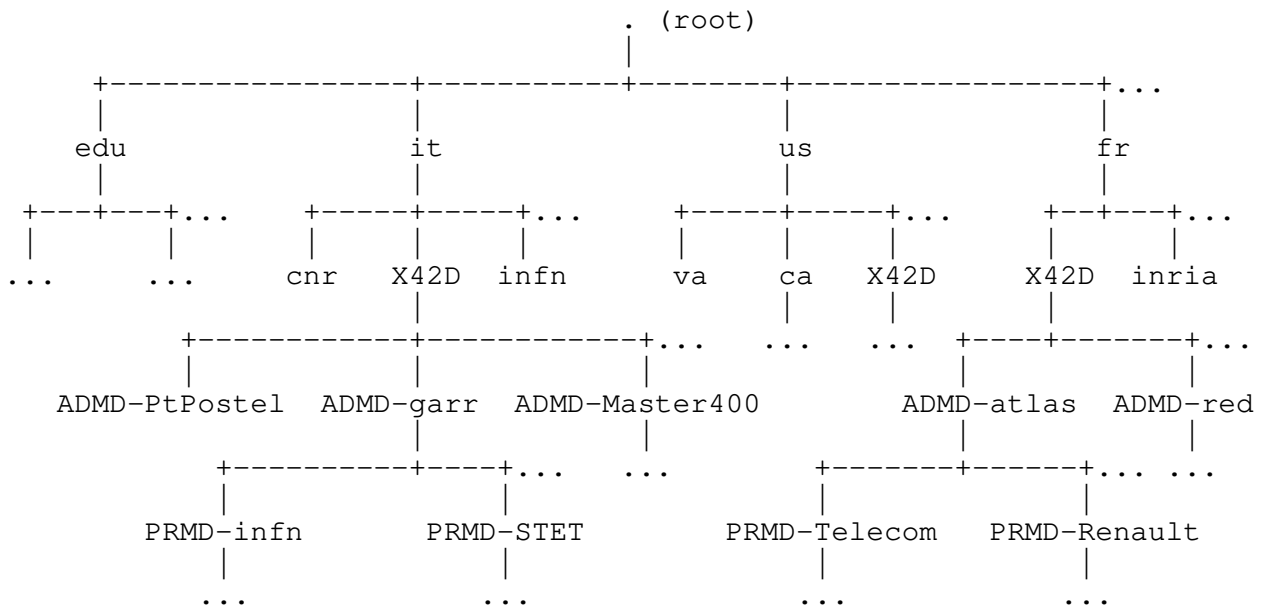 . (root)
|
+-----------------+-----------+--------+-----------------+...
| | | |
edu it us fr
| | | |
+---+---+... +-----+-----+... +-----+-----+... +--+---+...
| | | | | | | | | |
... ... cnr X42D infn va ca X42D X42D inria
| | | |
+------------+------------+... ... ... +----+-------+...
| | | | |
ADMD-PtPostel ADMD-garr ADMD-Master400 ADMD-atlas ADMD-red
| | | |
+----------+----+... ... +-------+------+... ...
| | | |
PRMD-infn PRMD-STET PRMD-Telecom PRMD-Renault
| | | |
... ... ... ...